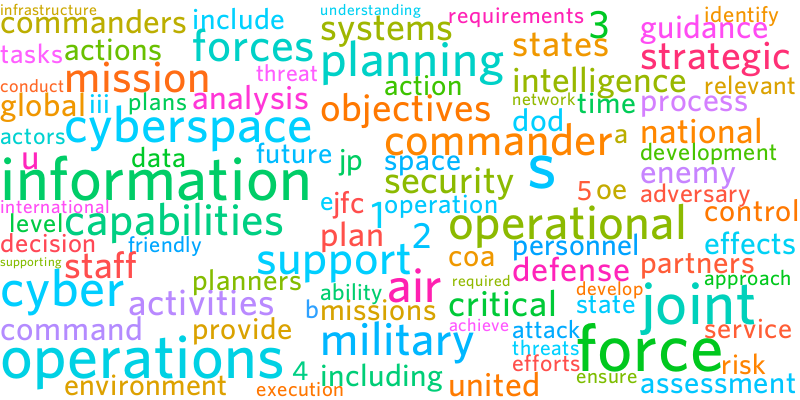 infrastructure
commanders
tasks
actions
conduct
mission
global
iii
plans
actors
cyberspace
u
data
information
international
level
capabilities
decision
friendly
supporting
staff
cyber
activities
planners
command
provide
operations
environment
include
forces
threat
analysis
future
support
b
4
execution
understanding
systems
planning
objectives
action
jp
space
commander
security
e
jfc
1
operation
plan
2
ability
air
missions
military
including
requirements
3
states
intelligence
network
time
dod
a
s
5
oe
operational
coa
personnel
defense
required
critical
develop
state
achieve
attack
threats
efforts
force
ensure
united
identify
guidance
strategic
relevant
process
national
development
enemy
adversary
control
effects
partners
approach
joint
service
risk
assessment